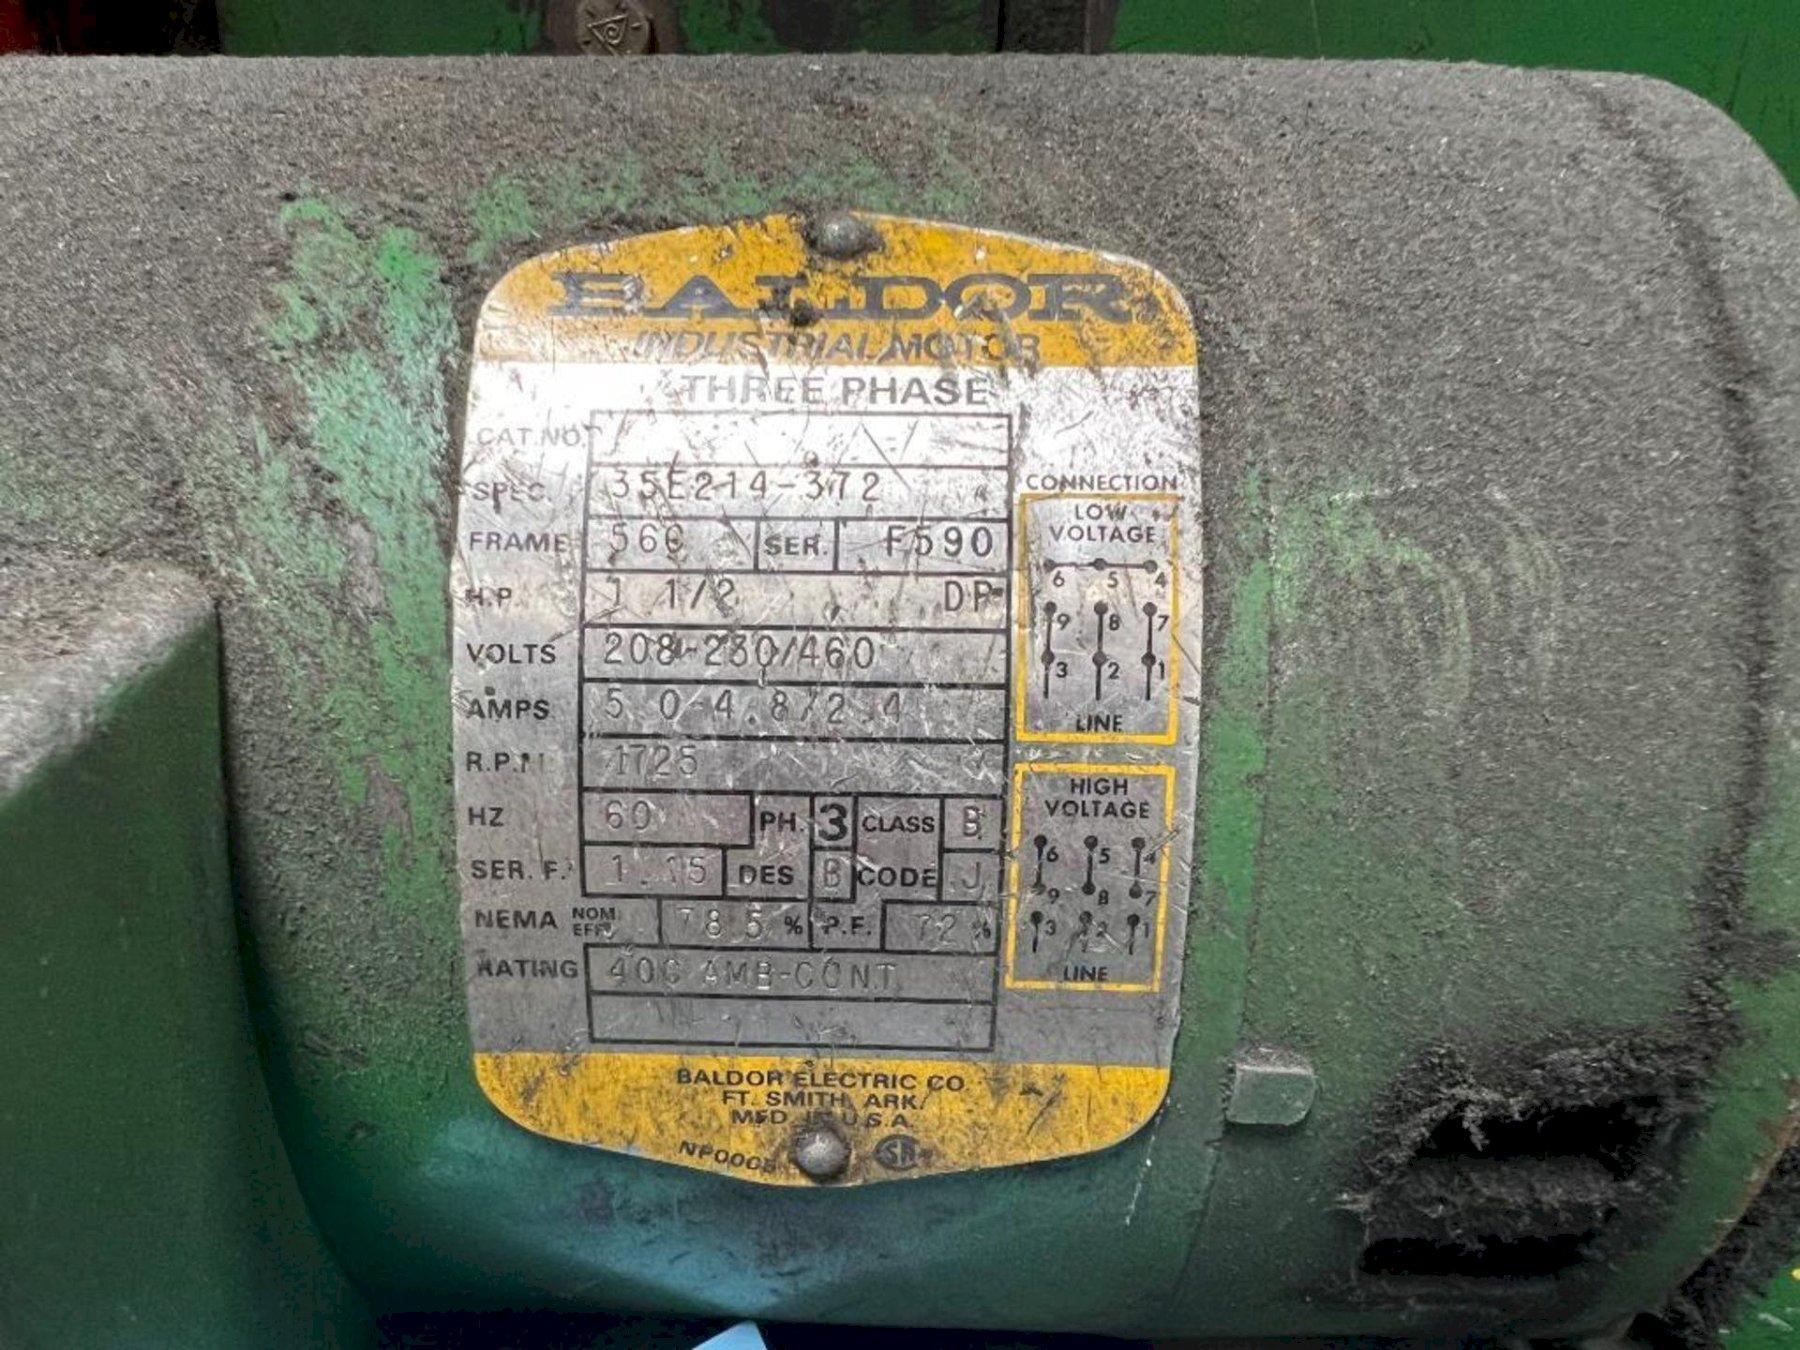 BALDOR
INDUSTRIAL MOTOR
THREE PHASE
CAT. NO.
SPEC. 35E214-372
FRAME 56C SER. F590
H.P. 1 1/2 DP
VOLTS 208-230/460
AMPS 5.0-4.8/2.4
R.P.M. 1725
HZ 60 PH. 3 CLASS B
SER. F. 1.15 DES B CODE J
NEMA NOM. EFF. 78.5 % P.F. 72 %
RATING 40C AMB-CONT
CONNECTION
LOW
VOLTAGE
6 5 4
9 8 7
3 2 1
LINE
HIGH
VOLTAGE
6 5 4
9 8 7
3 2 1
LINE
BALDOR ELECTRIC CO.
FT. SMITH, ARK.
MFD. IN U.S.A.
SA